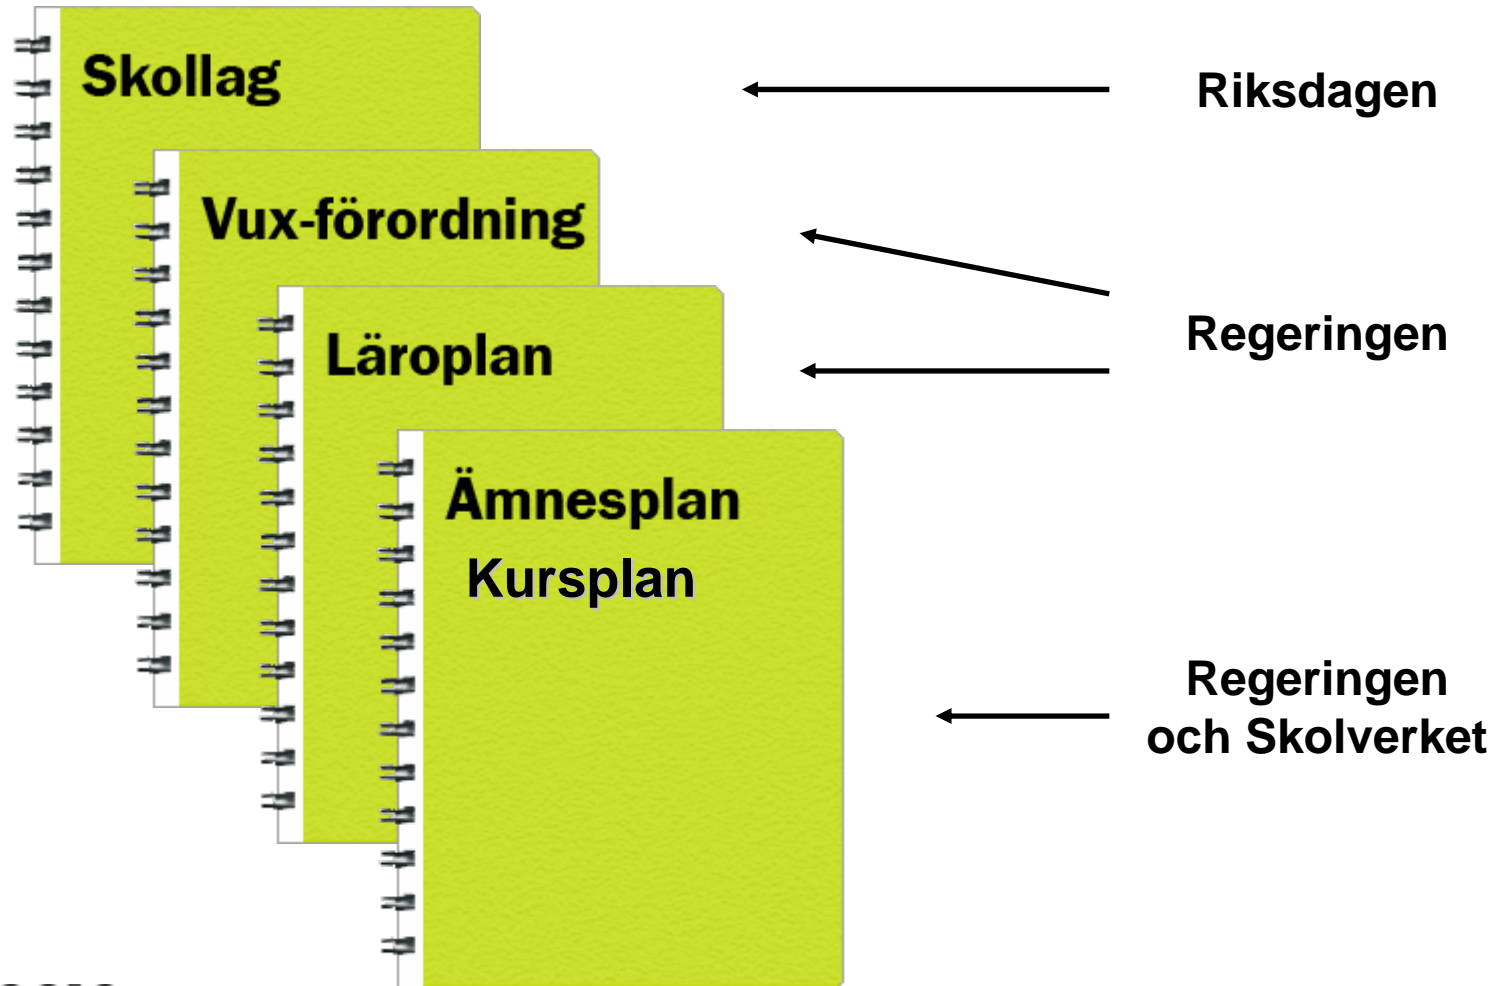 Skollag
Riksdagen
Vux-förordning
Regeringen
Läroplan
Ämnesplan
Kursplan
Regeringen
och Skolverket